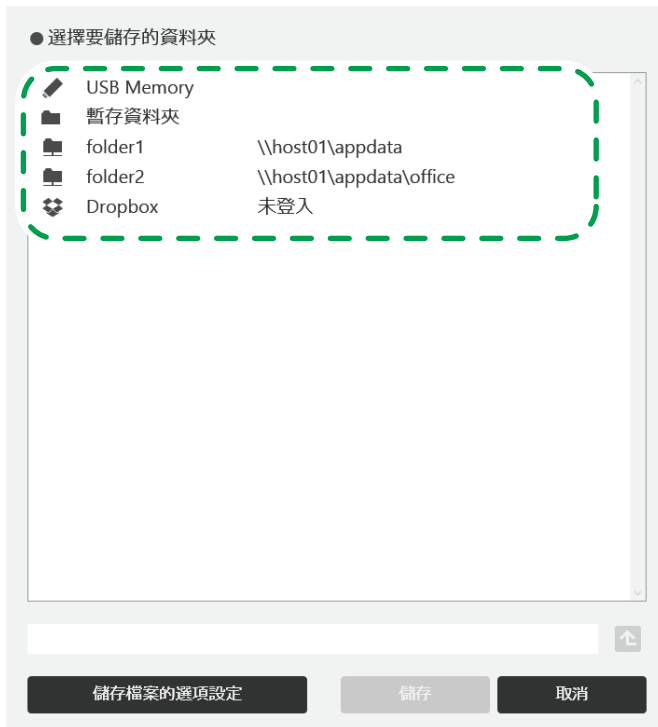 ●選擇要儲存的資料夾
USB Memory
暫存資料夾
folder1 \\host01\appdata
folder2 \\host01\appdata\office
Dropbox 未登入
儲存檔案的選項設定 儲存 取消